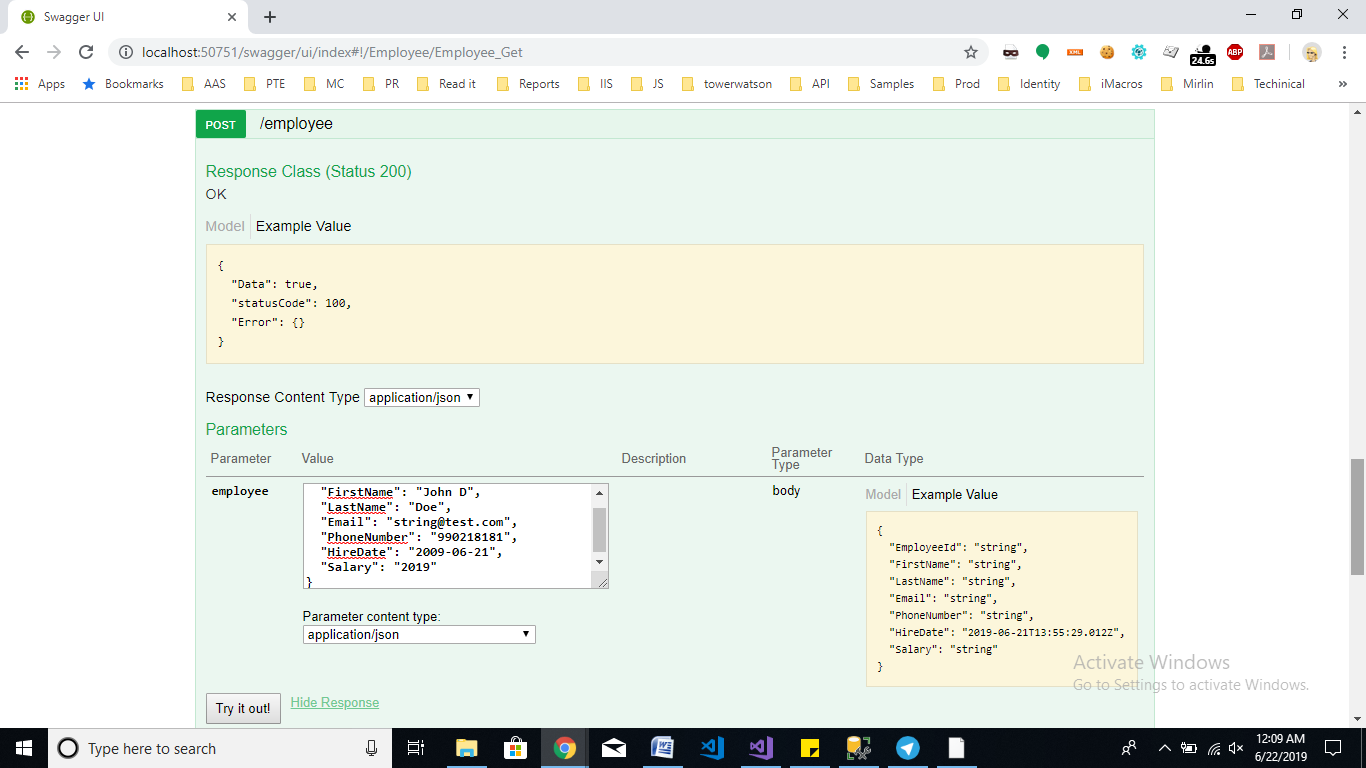 Swagger UI
localhost:50751/swagger/ui/index#!/Employee/Employee_Get
XML
24.6s
ABP
Apps Bookmarks AAS PTE MC PR Read it Reports IIS JS towerwatson API Samples Prod Identity iMacros Mirlin Techinical »
POST /employee
Response Class (Status 200)
OK
Model Example Value
{
"Data": true,
"statusCode": 100,
"Error": {}
}
Response Content Type application/json
Parameters
Parameter Value Description Parameter Type Data Type
employee
"FirstName": "John D",
"LastName": "Doe",
"Email": "string@test.com",
"PhoneNumber": "990218181",
"HireDate": "2009-06-21",
"Salary": "2019"
}
Parameter content type:
application/json
body
Model Example Value
{
"EmployeeId": "string",
"FirstName": "string",
"LastName": "string",
"Email": "string",
"PhoneNumber": "string",
"HireDate": "2019-06-21T13:55:29.012Z",
"Salary": "string"
}
Try it out! Hide Response
Activate Windows
Go to Settings to activate Windows.
Type here to search
12:09 AM
6/22/2019